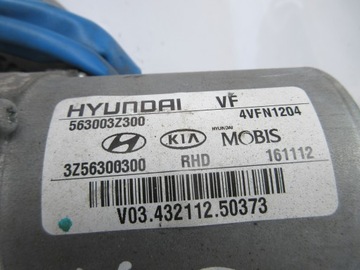 HYUNDAI VF
563003Z300 4VFN1204
KIA HYUNDAI MOBIS
3Z56300300 RHD 161112
V03.432112.50373